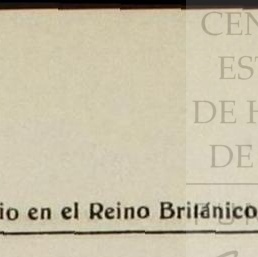 CEN
EST
DE H
DE
io en el Reino Británico